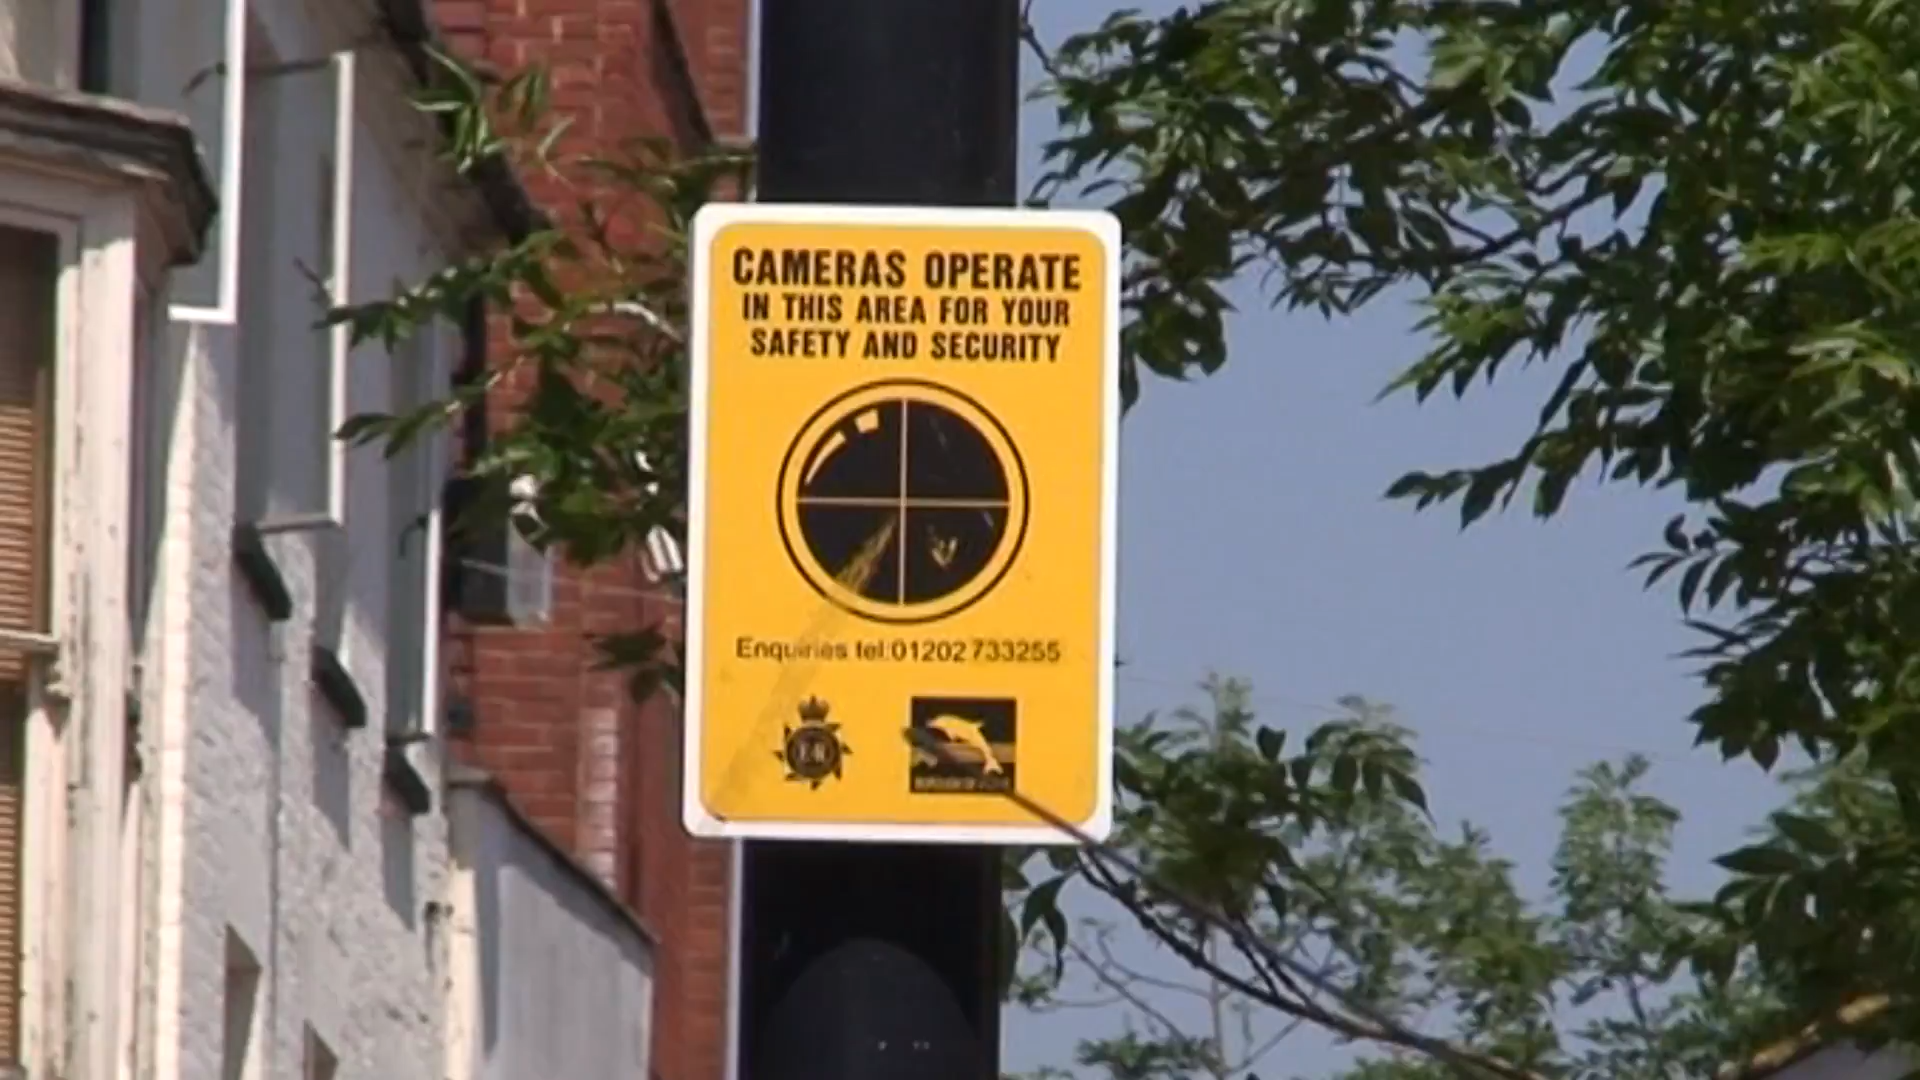 CAMERAS OPERATE
IN THIS AREA FOR YOUR
SAFETY AND SECURITY
Enquiries tel:01202 733255
E R